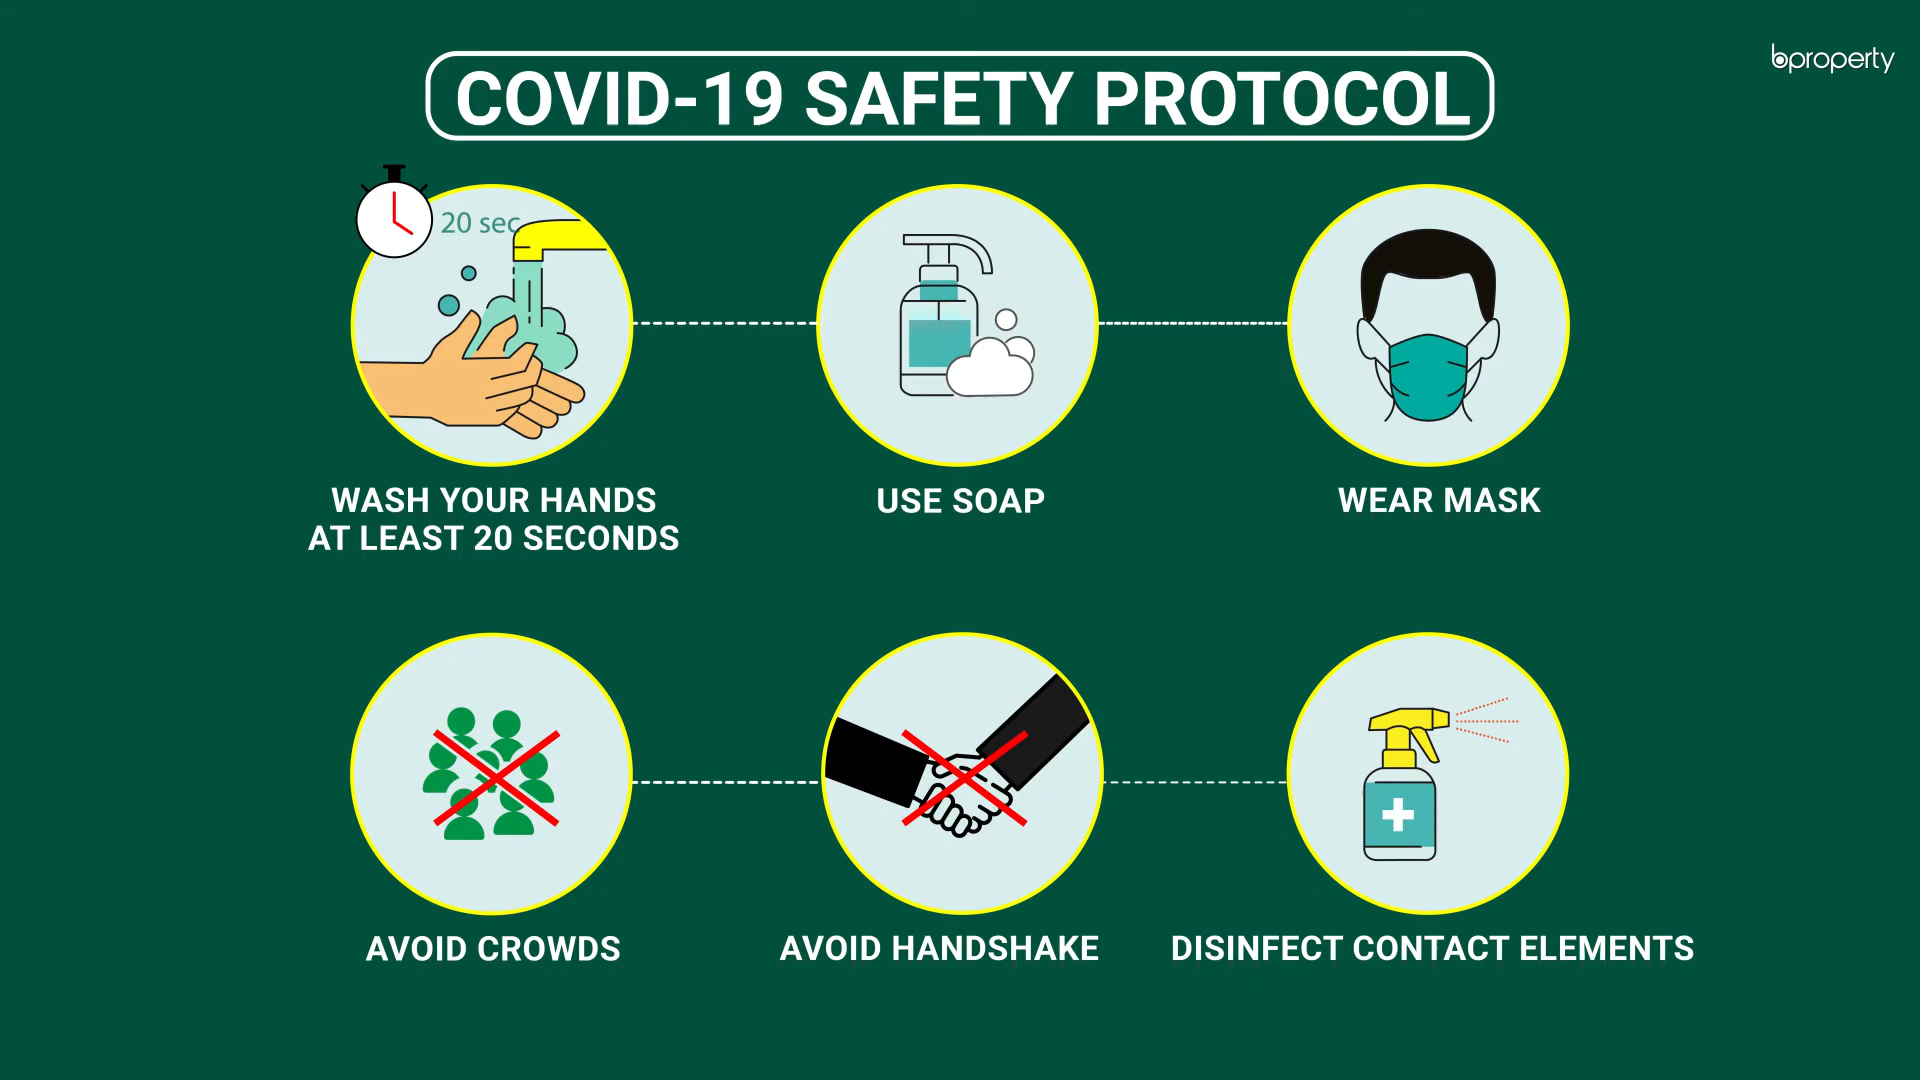 bproperty
COVID-19 SAFETY PROTOCOL
20 sec
WASH YOUR HANDS
AT LEAST 20 SECONDS
USE SOAP
WEAR MASK
AVOID CROWDS
AVOID HANDSHAKE
DISINFECT CONTACT ELEMENTS